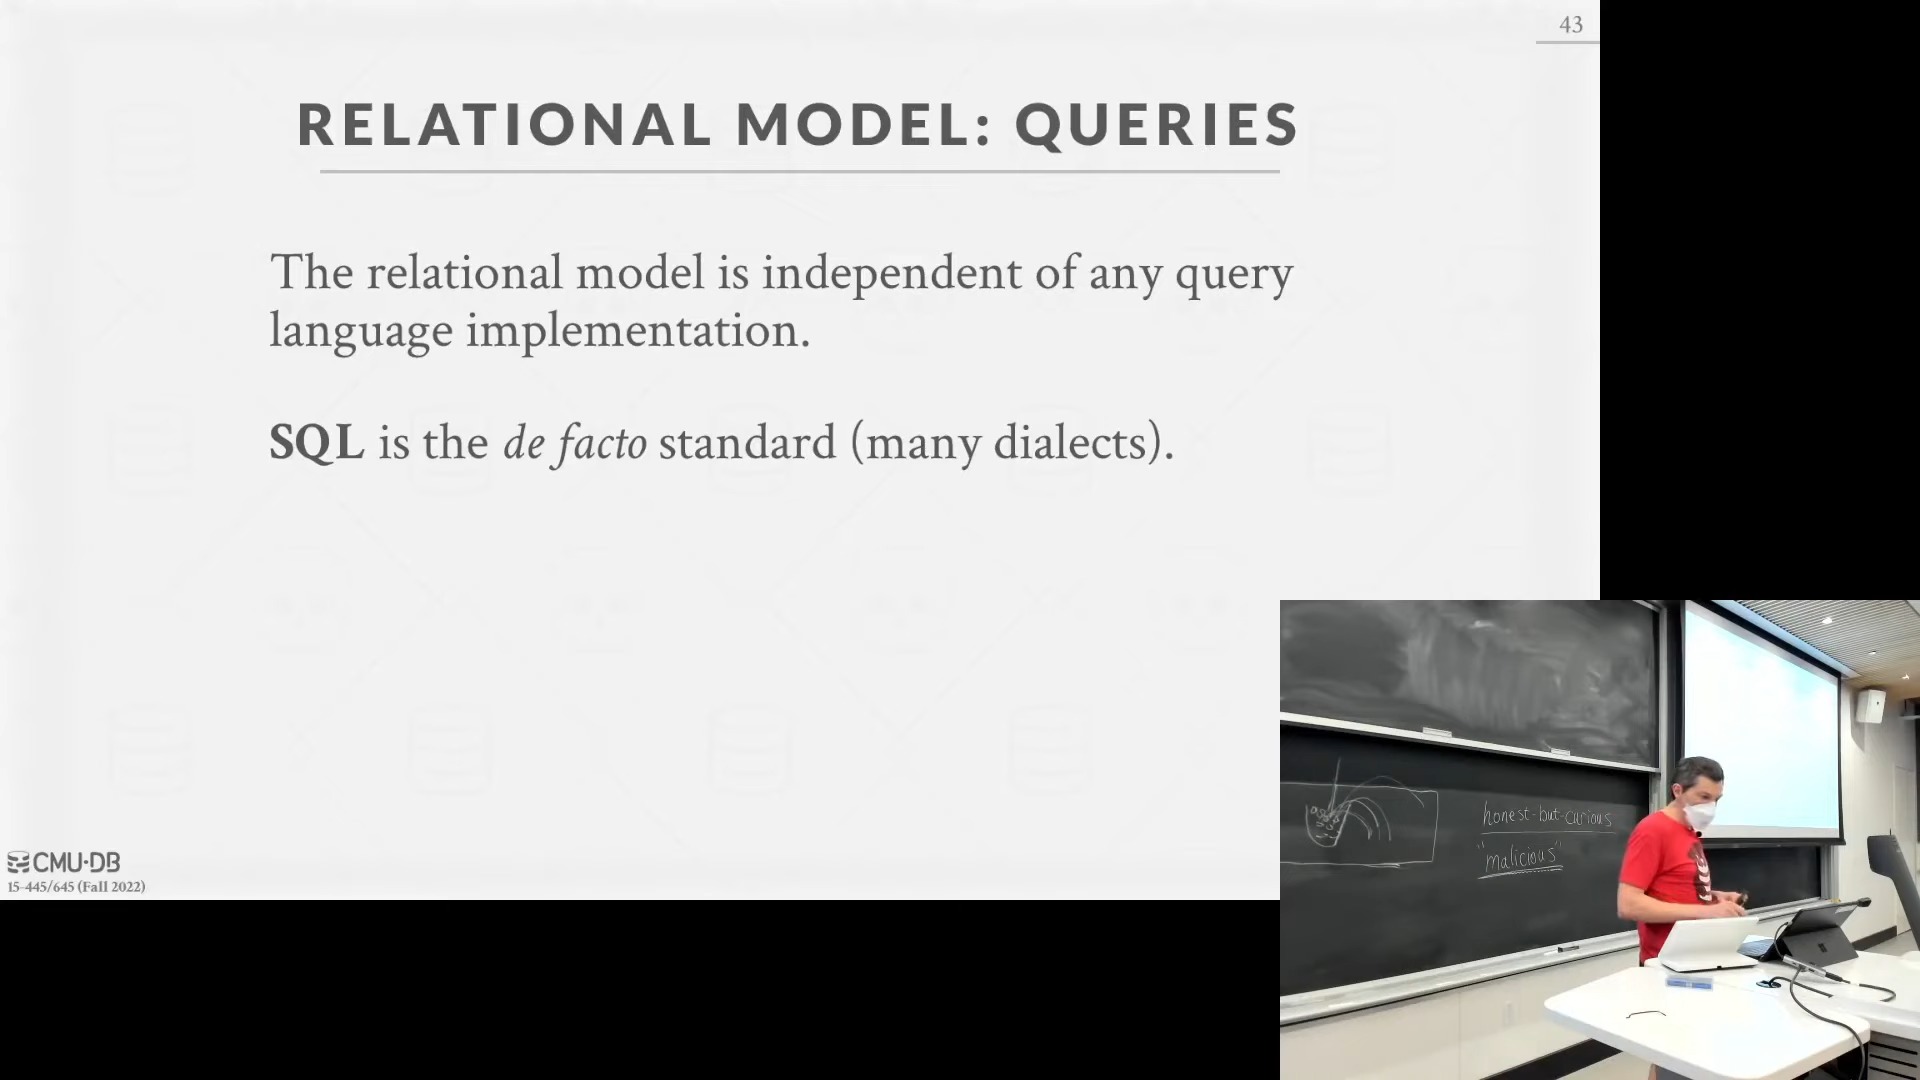 43
RELATIONAL MODEL: QUERIES
The relational model is independent of any query
language implementation.
SQL is the de facto standard (many dialects).
CMU·DB
15-445/645 (Fall 2022)
honest-but-curious
"malicious"